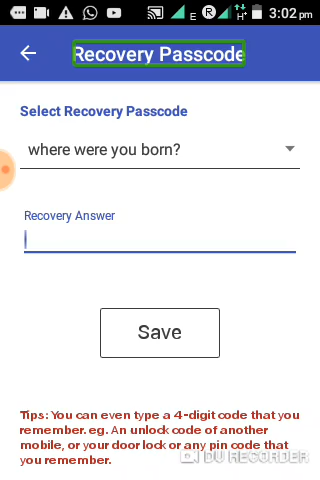 E R H+ 3:02 pm
Recovery Passcode
Select Recovery Passcode
where were you born?
Recovery Answer
Save
Tips: You can even type a 4-digit code that you
remember. eg. An unlock code of another
mobile, or your door lock or any pin code that
you remember.
DU RECORDER